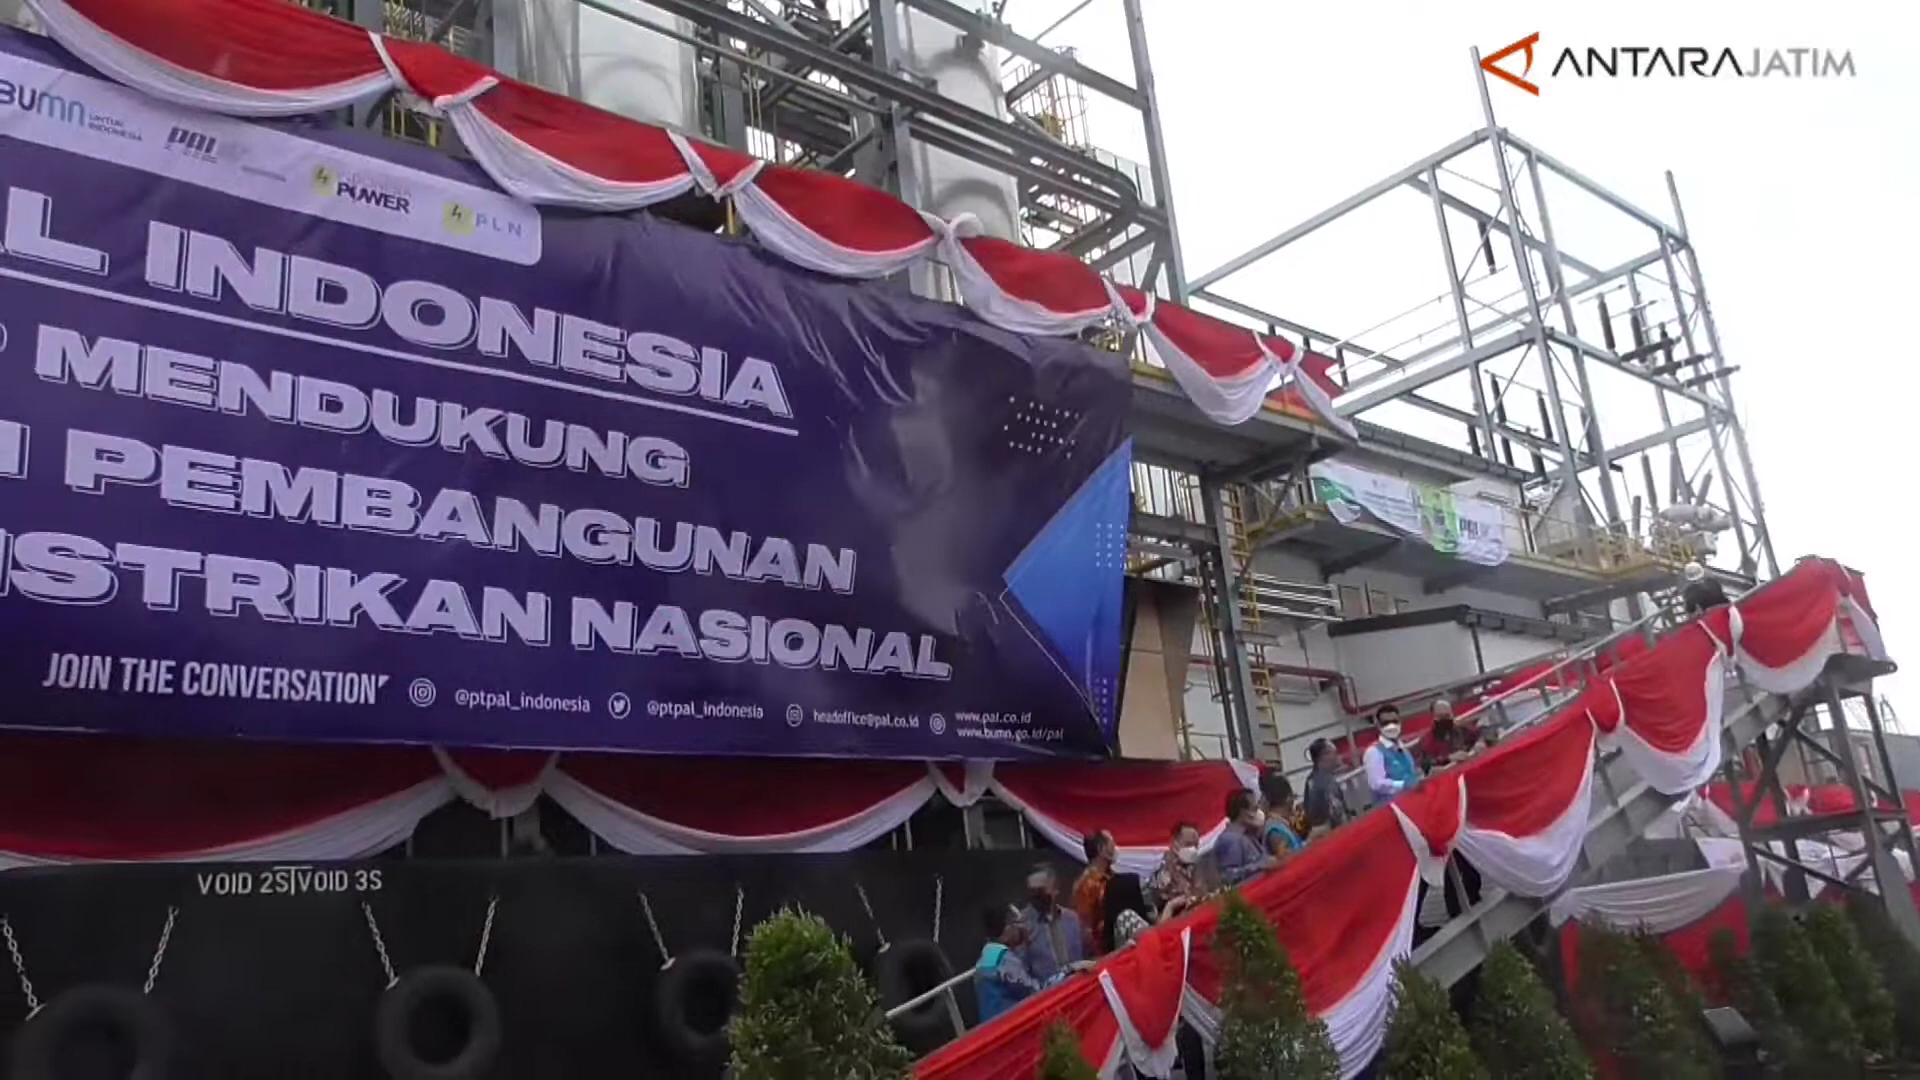 ANTARAJATIM
BUMN
UNTUK
INDONESIA
PAL
POWER
PLN
AL INDONESIA
MENDUKUNG
PEMBANGUNAN
ISTRIKAN NASIONAL
JOIN THE CONVERSATION
@ptpal_indonesia
@ptpal_indonesia
headoffice@pal.co.id
www.pal.co.id
www.bumn.go.id/pal
VOID 2S|VOID 3S